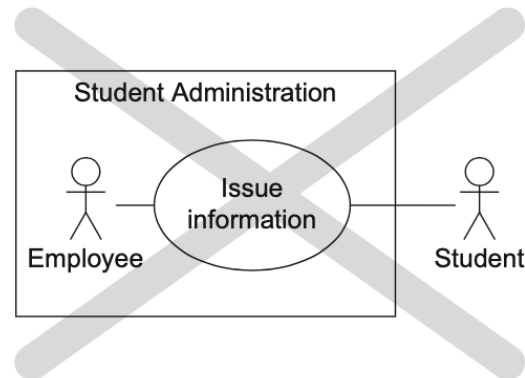 Student Administration
Issue
information
Employee
Student